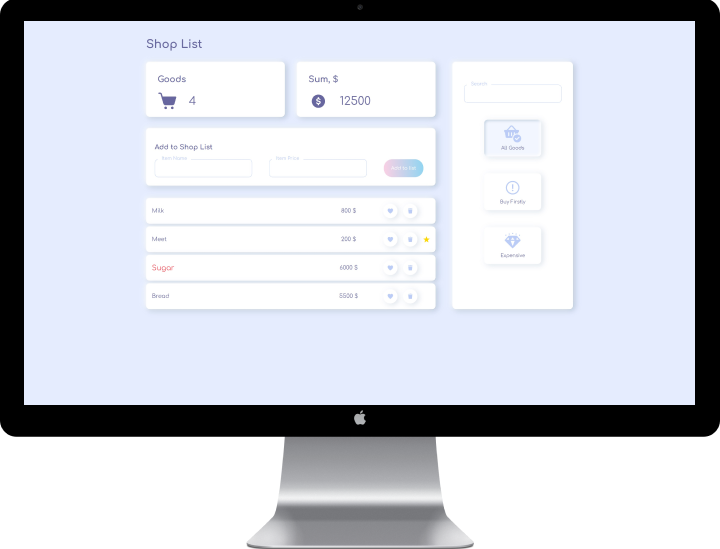 Shop List
Goods
4
Sum, $
12500
Add to Shop List
Item Name
Item Price
Add to list
Milk 800 $
Meet 200 $
Sugar 6000 $
Bread 5500 $
Search
All Goods
Buy Firstly
Expensive